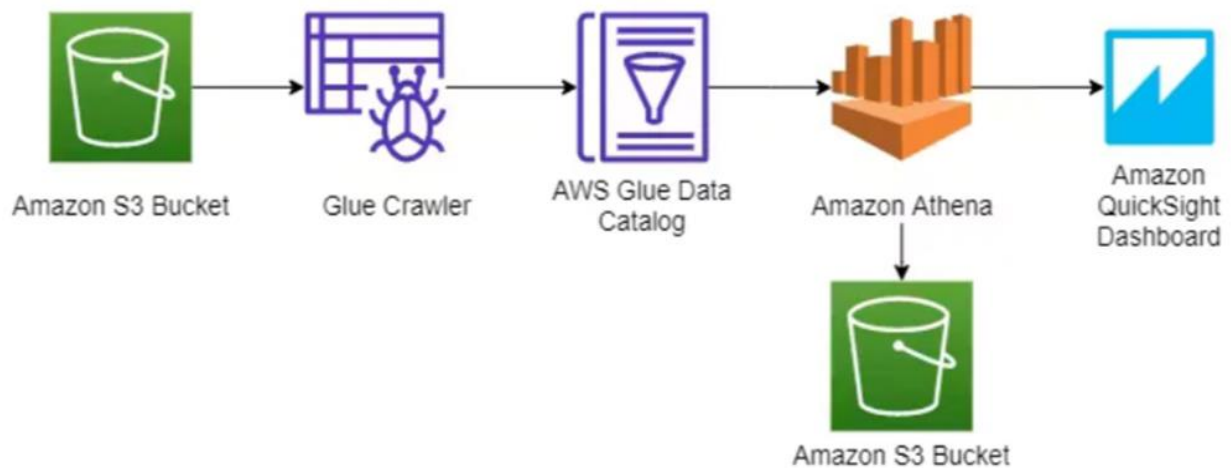 Amazon S3 Bucket
Glue Crawler
AWS Glue Data
Catalog
Amazon Athena
Amazon
QuickSight
Dashboard
Amazon S3 Bucket